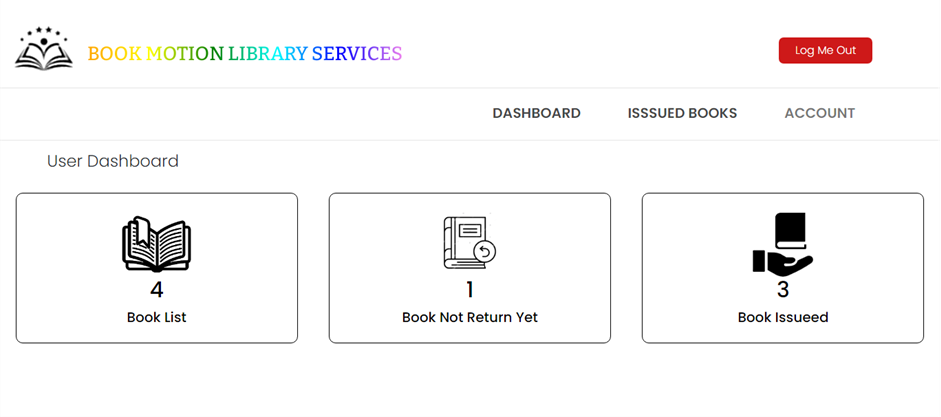 BOOK MOTION LIBRARY SERVICES
Log Me Out
DASHBOARD ISSSUED BOOKS ACCOUNT
User Dashboard
4
Book List
1
Book Not Return Yet
3
Book Issueed